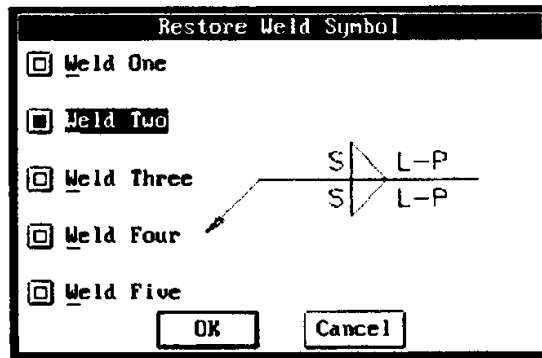 Restore Weld Symbol
Weld One
Weld Two
Weld Three
Weld Four
Weld Five
S L-P
S L-P
OK Cancel